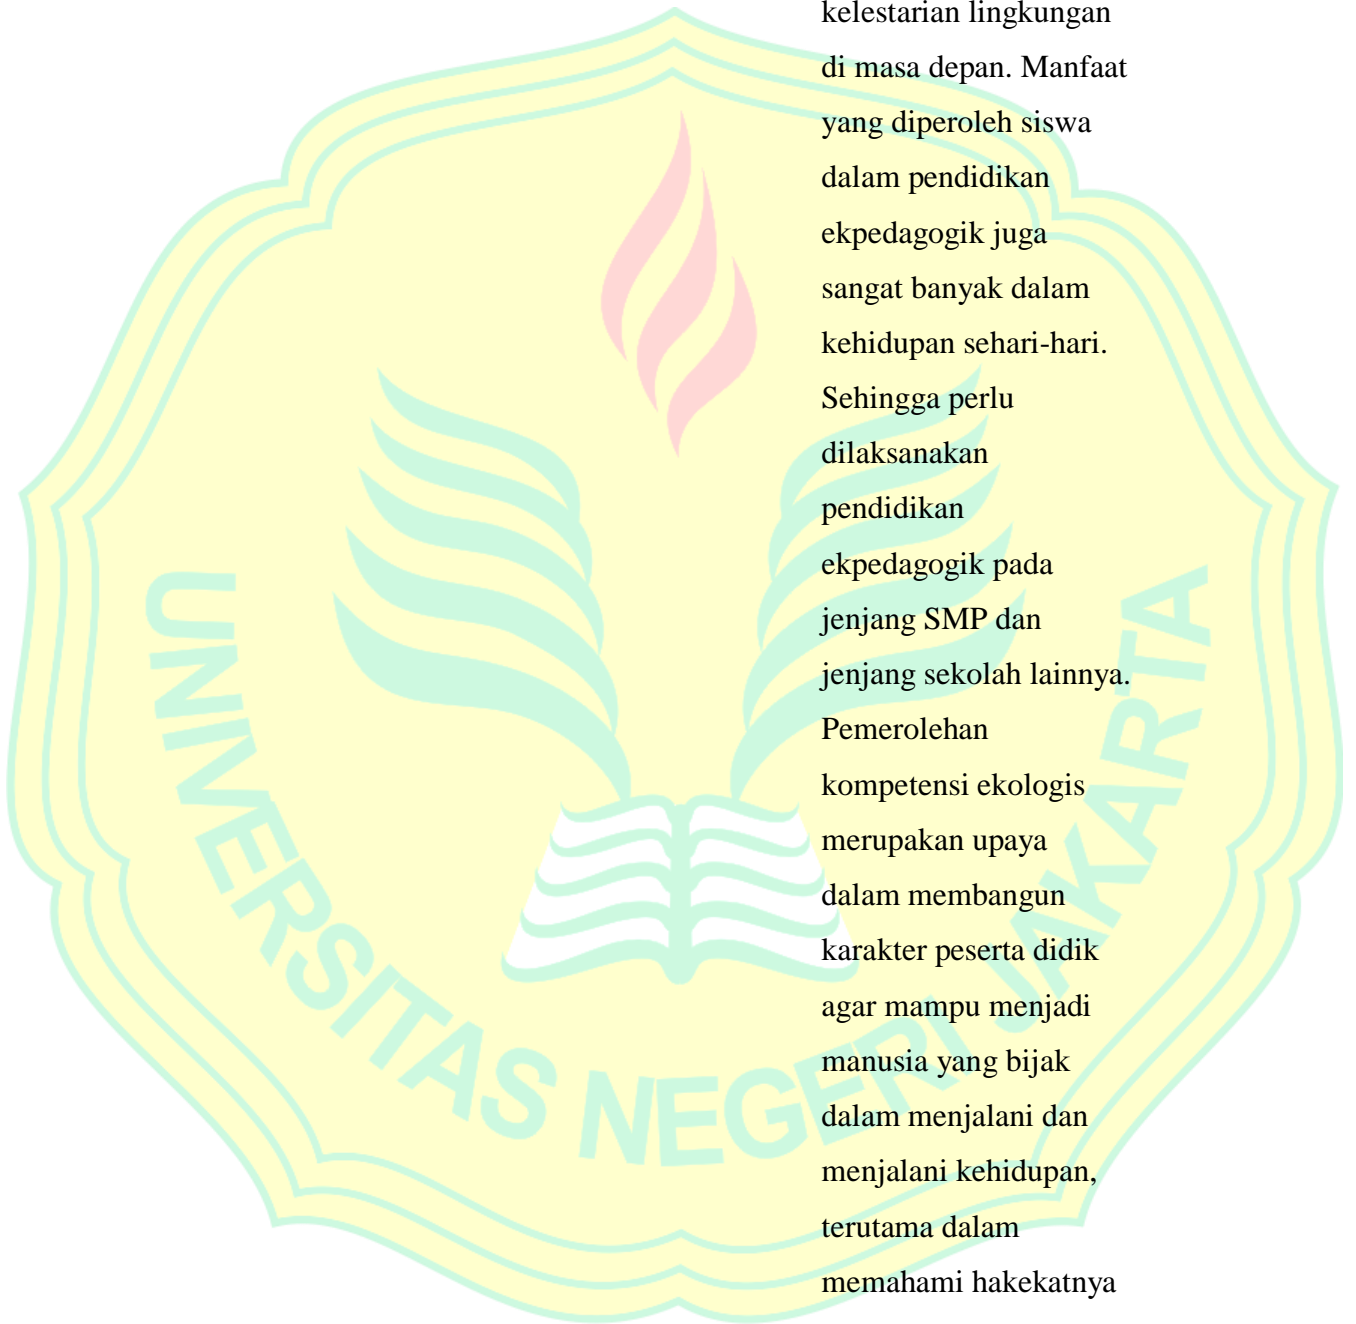 kelestarian lingkungan
di masa depan. Manfaat
yang diperoleh siswa
dalam pendidikan
ekpedagogik juga
sangat banyak dalam
kehidupan sehari-hari.
Sehingga perlu
dilaksanakan
pendidikan
ekpedagogik pada
jenjang SMP dan
jenjang sekolah lainnya.
Pemerolehan
kompetensi ekologis
merupakan upaya
dalam membangun
karakter peserta didik
agar mampu menjadi
manusia yang bijak
dalam menjalani dan
menjalani kehidupan,
terutama dalam
memahami hakekatnya
UNIVERSITAS NEGERI JAKARTA